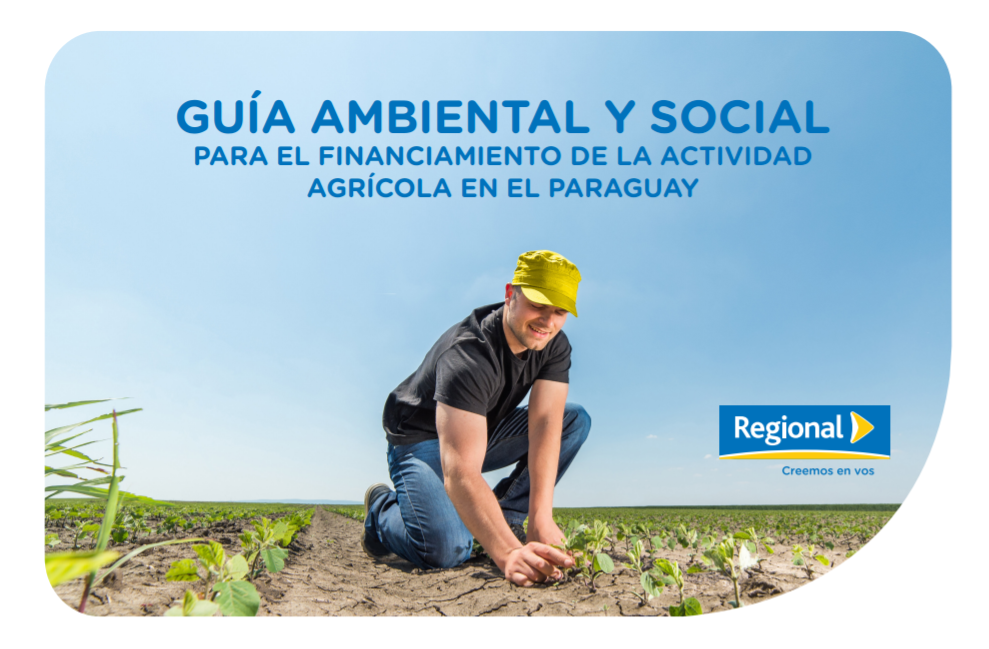 GUÍA AMBIENTAL Y SOCIAL
PARA EL FINANCIAMIENTO DE LA ACTIVIDAD
AGRÍCOLA EN EL PARAGUAY
Regional
Creemos en vos